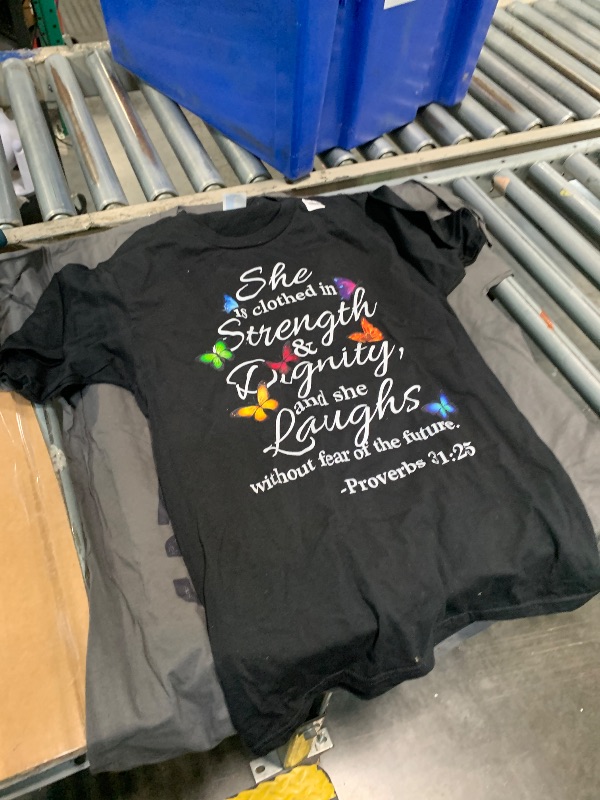 She
is clothed in
Strength
&
Dignity,
and she
Laughs
without fear of the future.
-Proverbs 31:25